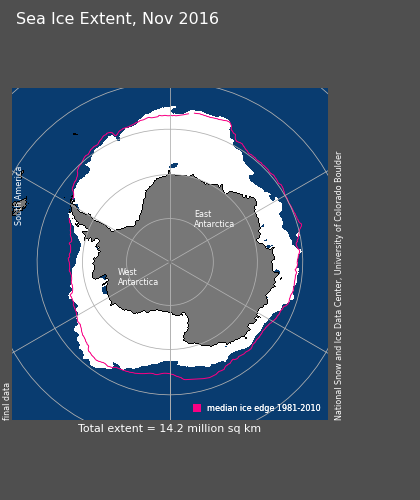 Sea Ice Extent, Nov 2016
South America
East
Antarctica
West
Antarctica
National Snow and Ice Data Center, University of Colorado Boulder
final data
median ice edge 1981-2010
Total extent = 14.2 million sq km